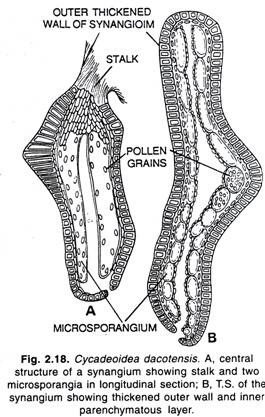 OUTER THICKENED
WALL OF SYNANGIOIM
STALK
POLLEN
GRAINS
A
MICROSPORANGIUM
B
Fig. 2.18. Cycadeoidea dacotensis. A, central
structure of a synangium showing stalk and two
microsporangia in longitudinal section; B, T.S. of the
synangium showing thickened outer wall and inner
parenchymatous layer.